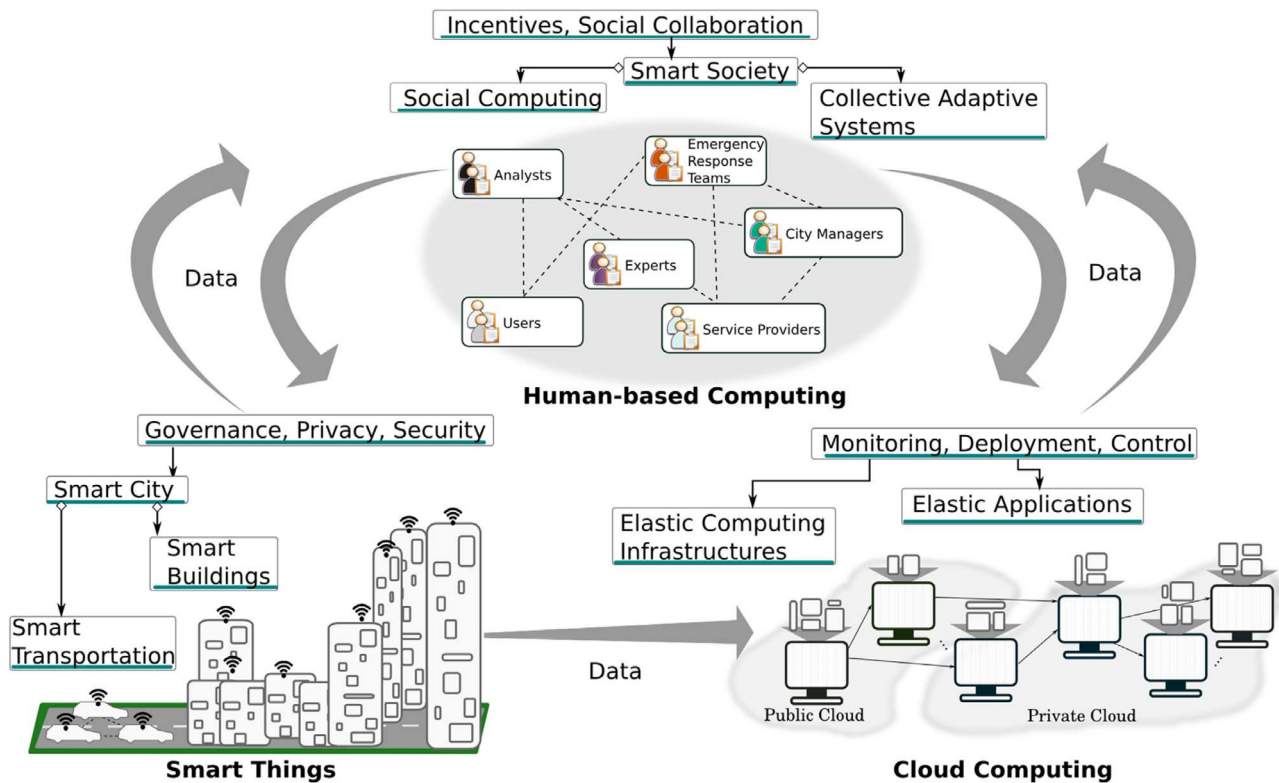 Incentives, Social Collaboration
Smart Society
Social Computing
Collective Adaptive
Systems
Emergency
Response
Teams
Analysts
City Managers
Experts
Users
Service Providers
Data
Data
Human-based Computing
Governance, Privacy, Security
Smart City
Smart
Buildings
Smart
Transportation
Smart Things
Monitoring, Deployment, Control
Elastic Applications
Elastic Computing
Infrastructures
Data
Public Cloud
Private Cloud
Cloud Computing